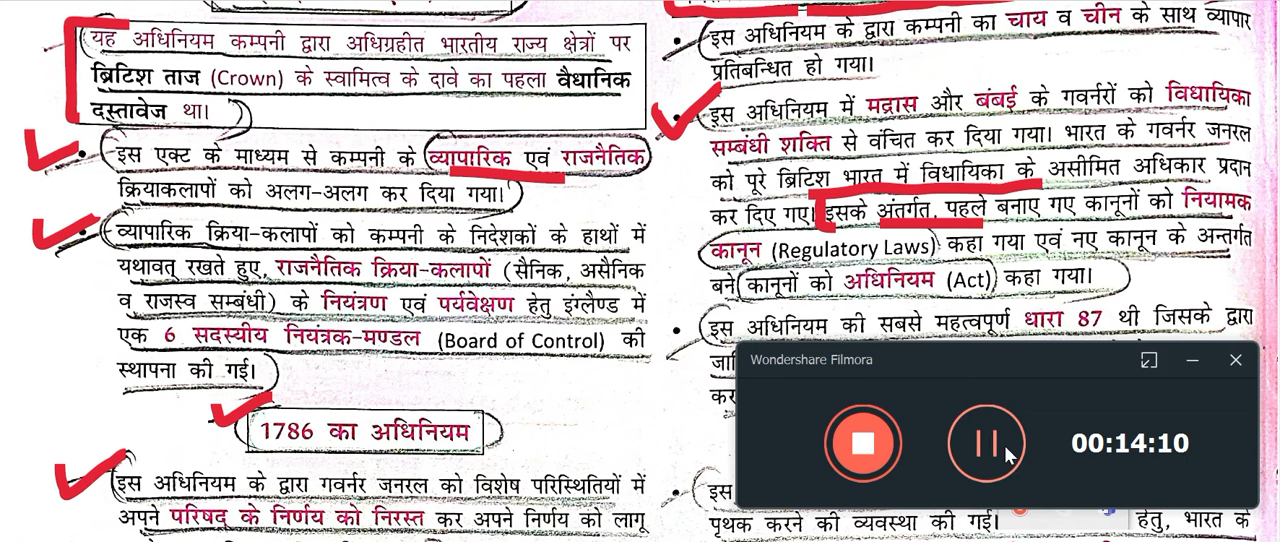 यह अधिनियम कम्पनी द्वारा अधिग्रहीत भारतीय राज्य क्षेत्रों पर
ब्रिटिश ताज (Crown) के स्वामित्व के दावे का पहला वैधानिक
दस्तावेज था।
• इस एक्ट के माध्यम से कम्पनी के व्यापारिक एवं राजनैतिक
क्रियाकलापों को अलग-अलग कर दिया गया।
• व्यापारिक क्रिया-कलापों को कम्पनी के निदेशकों के हाथों में
यथावत् रखते हुए, राजनैतिक क्रिया-कलापों (सैनिक, असैनिक
व राजस्व सम्बंधी) के नियंत्रण एवं पर्यवेक्षण हेतु इंग्लैण्ड में
एक 6 सदस्यीय नियंत्रक-मण्डल (Board of Control) की
स्थापना की गई।
1786 का अधिनियम
इस अधिनियम के द्वारा गवर्नर जनरल को विशेष परिस्थितियों में
अपने परिषद के निर्णय को निरस्त कर अपने निर्णय को लागू
• इस अधिनियम के द्वारा कम्पनी का चाय व चीन के साथ व्यापार
प्रतिबन्धित हो गया।
• इस अधिनियम में मद्रास और बंबई के गवर्नरों को विधायिका
सम्बंधी शक्ति से वंचित कर दिया गया। भारत के गवर्नर जनरल
को पूरे ब्रिटिश भारत में विधायिका के असीमित अधिकार प्रदान
कर दिए गए। इसके अंतर्गत, पहले बनाए गए कानूनों को नियामक
कानून (Regulatory Laws) कहा गया एवं नए कानून के अन्तर्गत
बने कानूनों को अधिनियम (Act) कहा गया।
• इस अधिनियम की सबसे महत्वपूर्ण धारा 87 थी जिसके द्वारा
कर
Wondershare Filmora
00:14:10
• इस
पृथक करने की व्यवस्था की गई। हेतु, भारत के